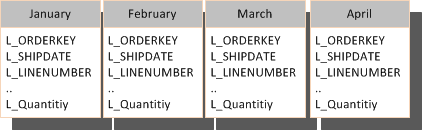 January February March April
L_ORDERKEY L_ORDERKEY L_ORDERKEY L_ORDERKEY
L_SHIPDATE L_SHIPDATE L_SHIPDATE L_SHIPDATE
L_LINENUMBER L_LINENUMBER L_LINENUMBER L_LINENUMBER
.. .. .. ..
L_Quantitiy L_Quantitiy L_Quantitiy L_Quantitiy